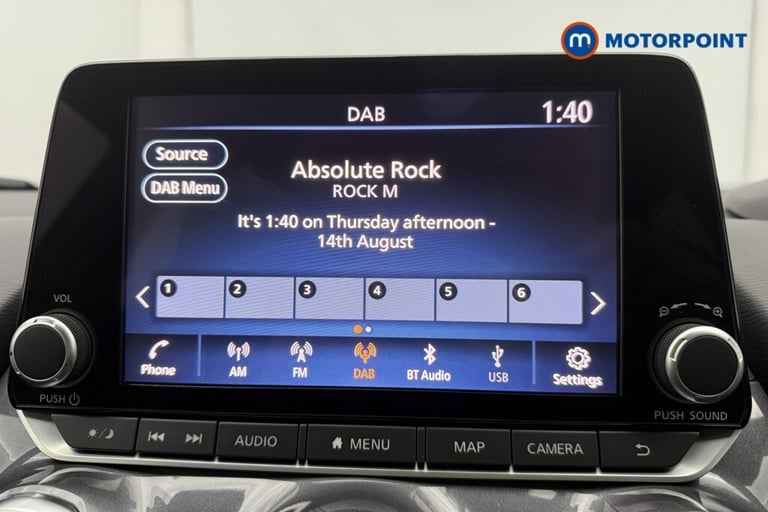 m MOTORPOINT
DAB 1:40
Source
DAB Menu
Absolute Rock
ROCK M
It's 1:40 on Thursday afternoon -
14th August
1 2 3 4 5 6
Phone AM FM DAB BT Audio USB Settings
VOL
PUSH
PUSH SOUND
AUDIO MENU MAP CAMERA